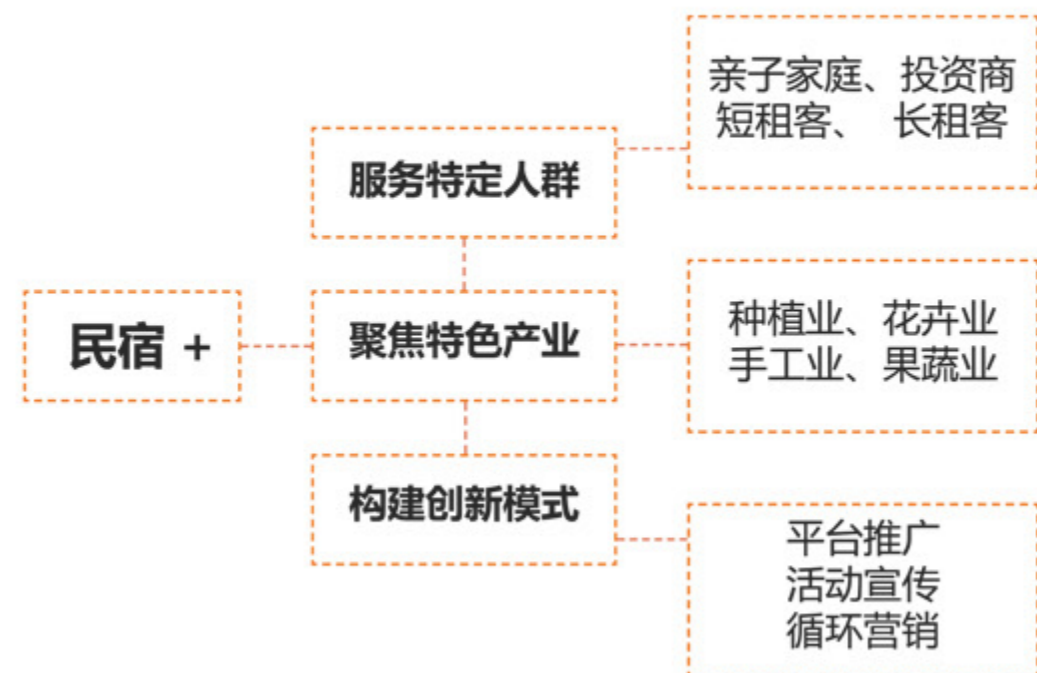 民宿 +
服务特定人群
亲子家庭、投资商
短租客、 长租客
聚焦特色产业
种植业、花卉业
手工业、果蔬业
构建创新模式
平台推广
活动宣传
循环营销